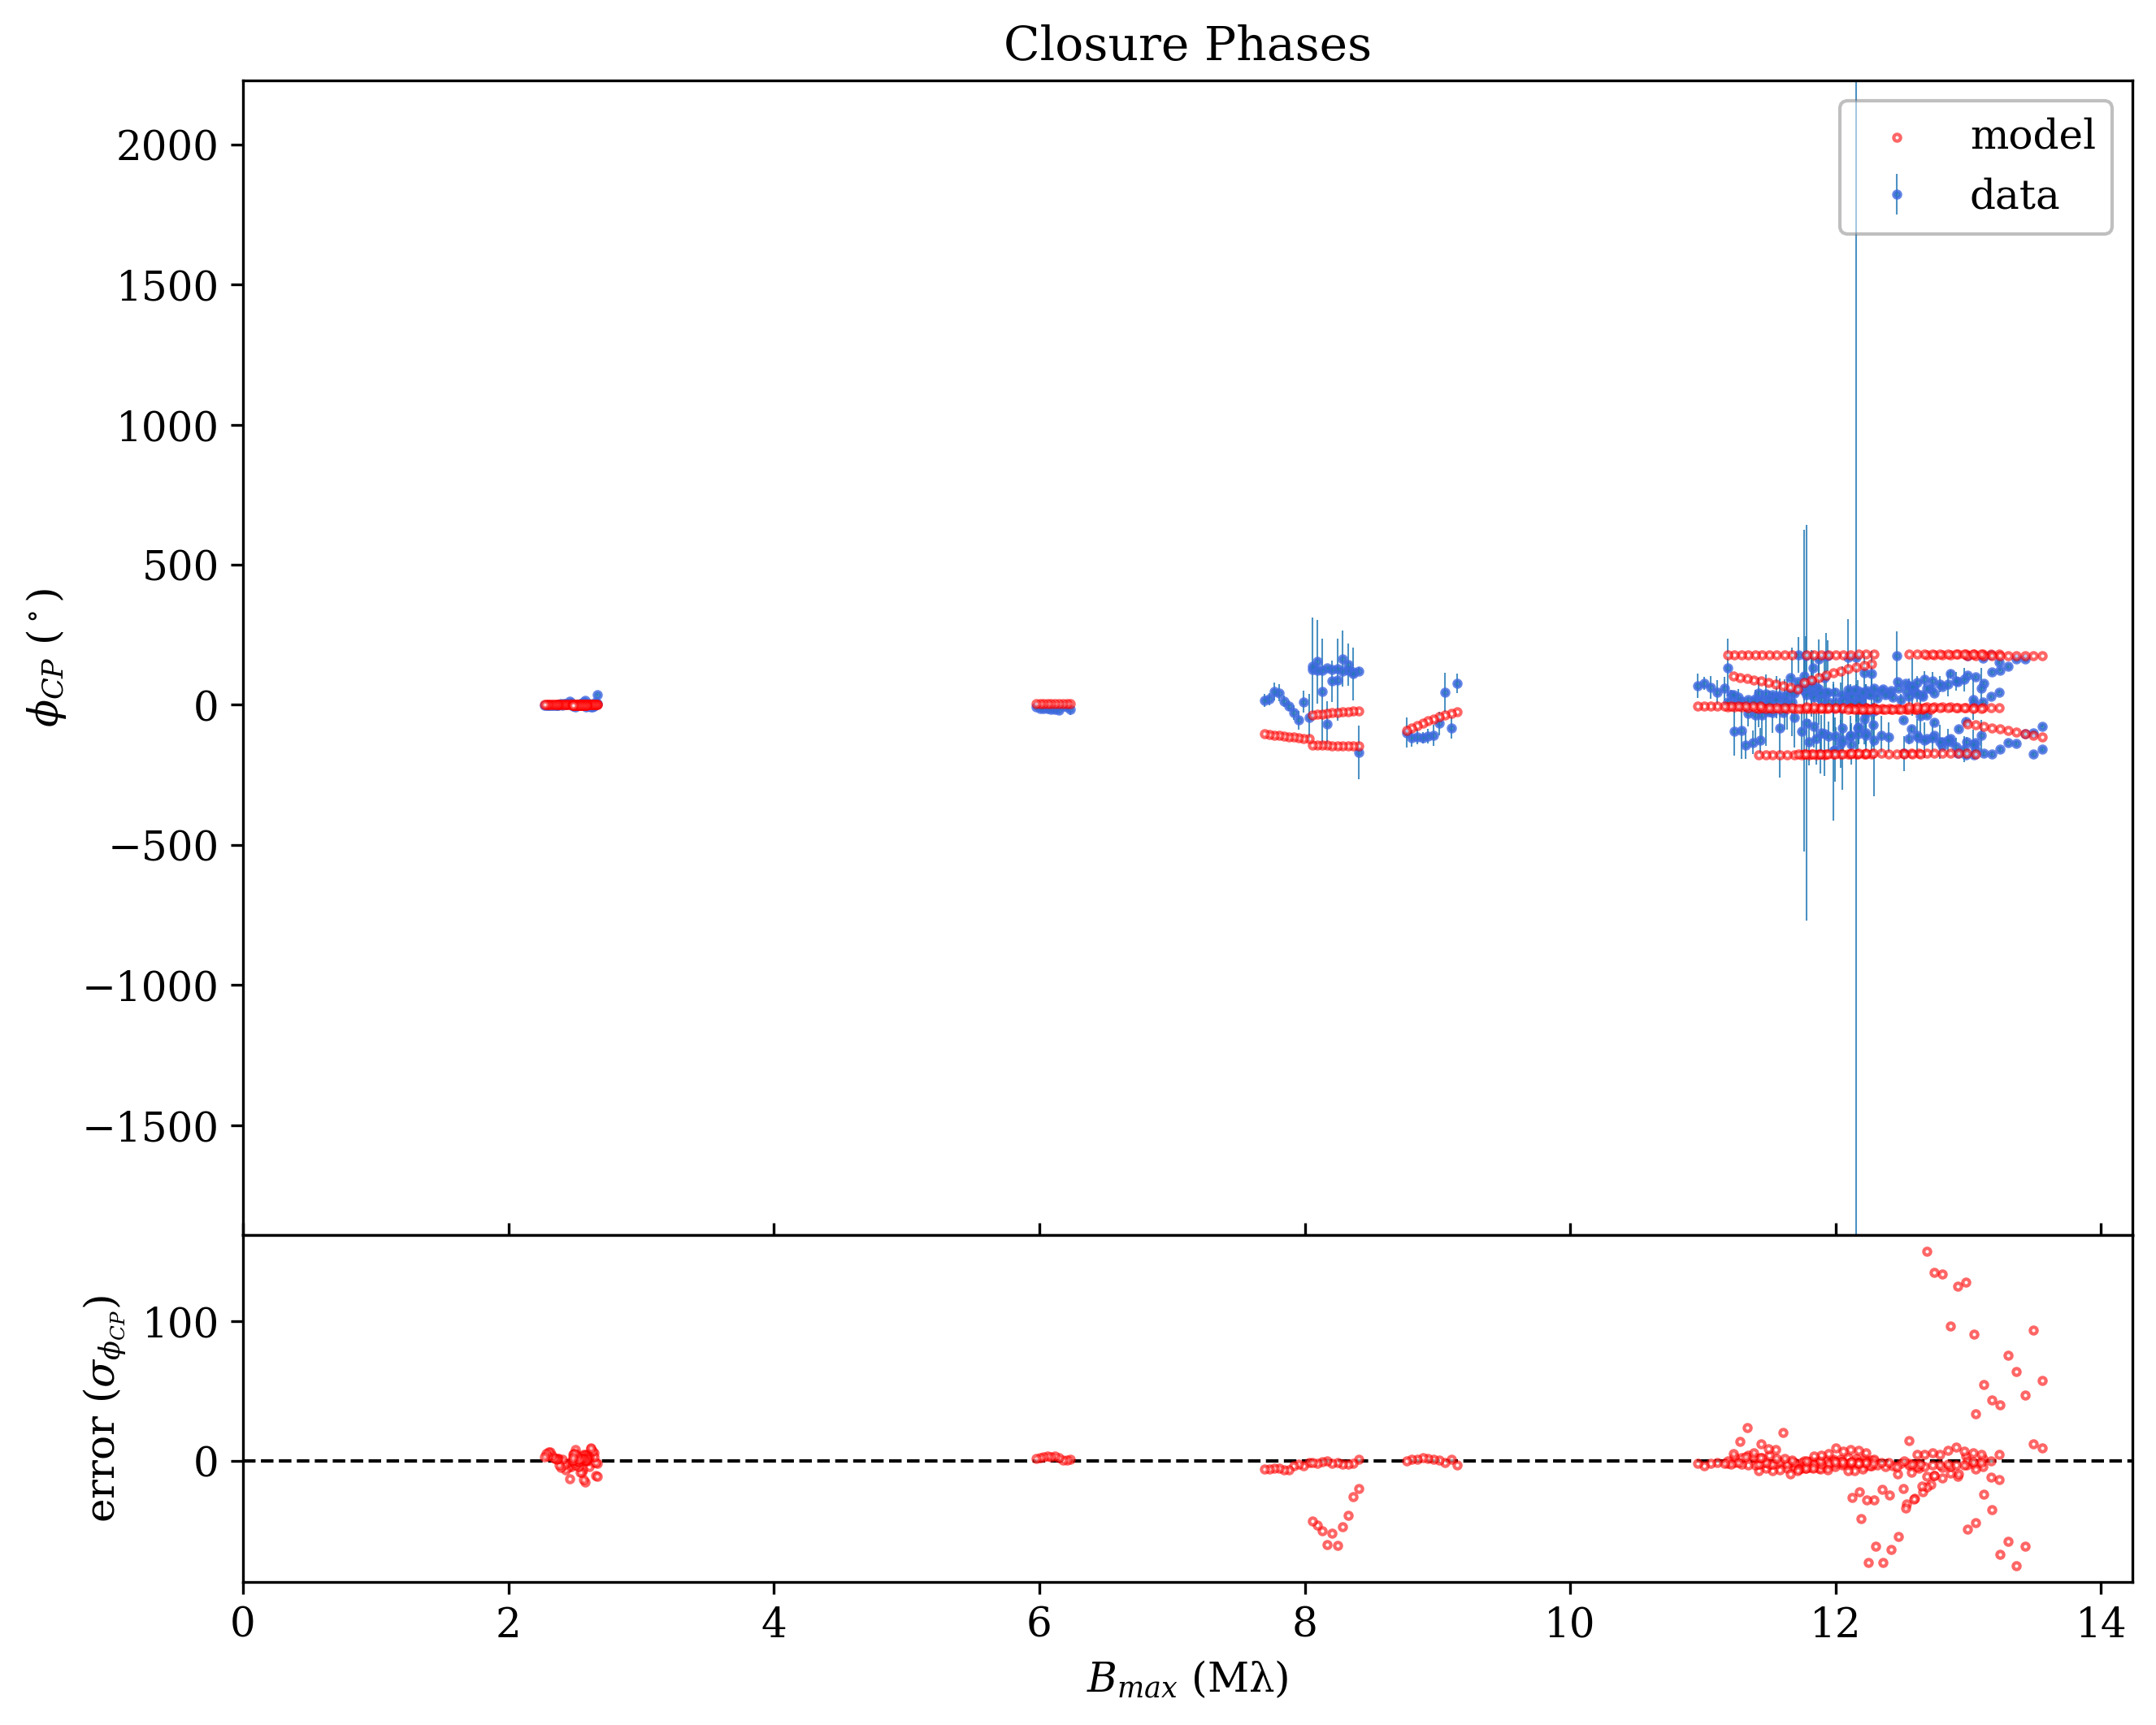 Closure Phases
model
data
2000
1500
1000
500
0
−500
−1000
−1500
ϕCP (°)
100
0
error (σϕCP)
0 2 4 6 8 10 12 14
Bmax (Mλ)